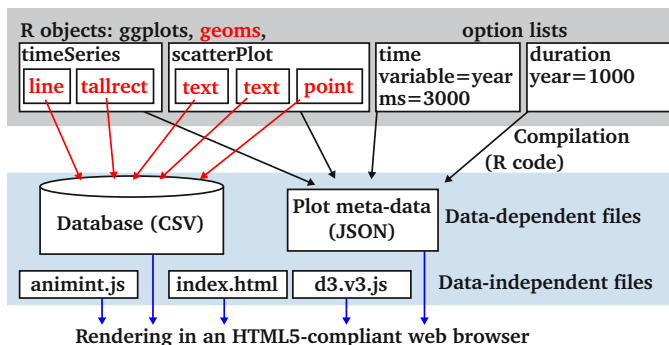 R objects: ggplots, geoms, option lists
timeSeries
line tallrect
scatterPlot
text text point
time
variable=year
ms=3000
duration
year=1000
Compilation
(R code)
Database (CSV)
Plot meta-data
(JSON)
Data-dependent files
animint.js index.html d3.v3.js
Data-independent files
Rendering in an HTML5-compliant web browser